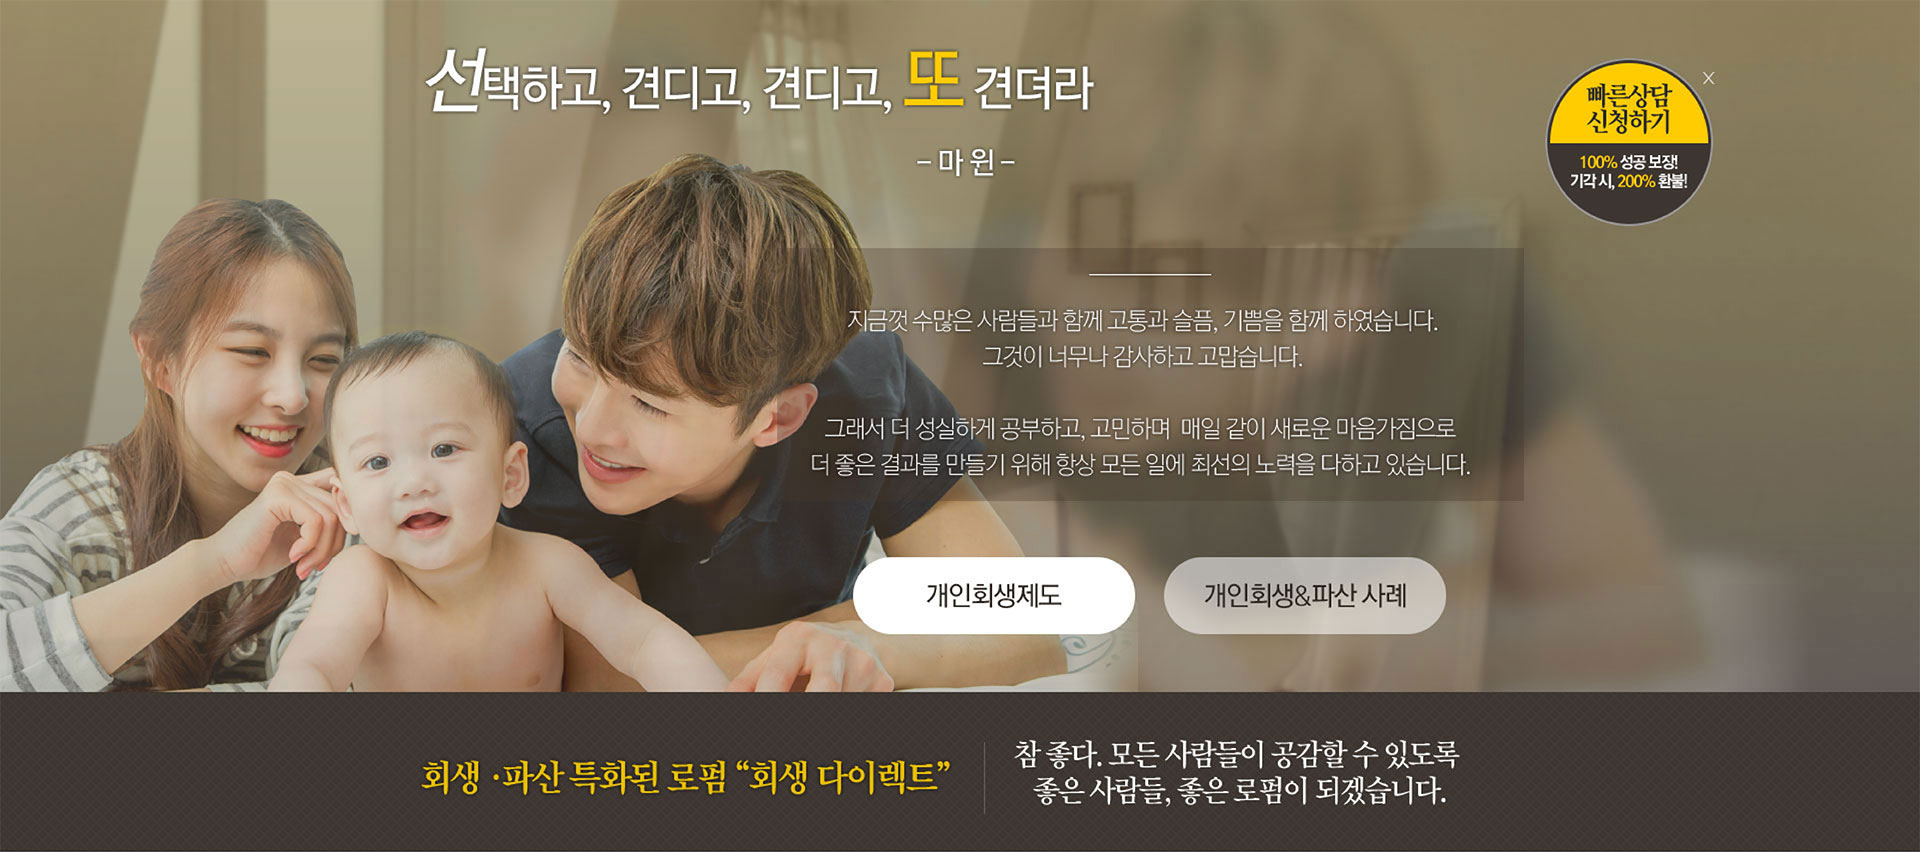 선택하고, 견디고, 견디고, 또 견뎌라
- 마 윈 -
X
빠른상담
신청하기
100% 성공 보장!
기각 시, 200% 환불!
지금껏 수많은 사람들과 함께 고통과 슬픔, 기쁨을 함께 하였습니다.
그것이 너무나 감사하고 고맙습니다.
그래서 더 성실하게 공부하고, 고민하며 매일 같이 새로운 마음가짐으로
더 좋은 결과를 만들기 위해 항상 모든 일에 최선의 노력을 다하고 있습니다.
개인회생제도
개인회생&파산 사례
회생 ·파산 특화된 로펌 “회생 다이렉트”
참 좋다. 모든 사람들이 공감할 수 있도록
좋은 사람들, 좋은 로펌이 되겠습니다.